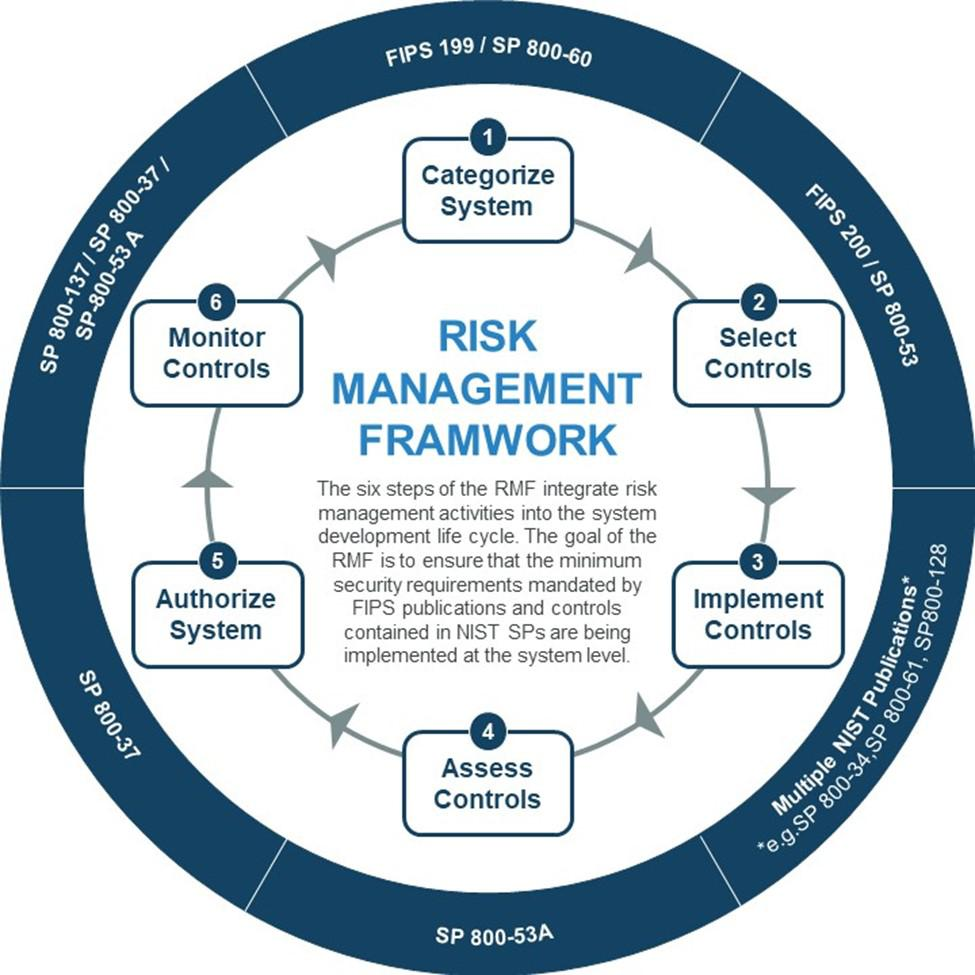 FIPS 199 / SP 800-60
1
Categorize
System
FIPS 200 / SP 800-53
2
Select
Controls
Multiple NIST Publications*
*e.g.SP 800-34,SP 800-61, SP800-128
3
Implement
Controls
SP 800-53A
4
Assess
Controls
SP 800-37
5
Authorize
System
SP 800-137 / SP 800-37 /
SP-800-53A
6
Monitor
Controls
RISK
MANAGEMENT
FRAMWORK
The six steps of the RMF integrate risk
management activities into the system
development life cycle. The goal of the
RMF is to ensure that the minimum
security requirements mandated by
FIPS publications and controls
contained in NIST SPs are being
implemented at the system level.